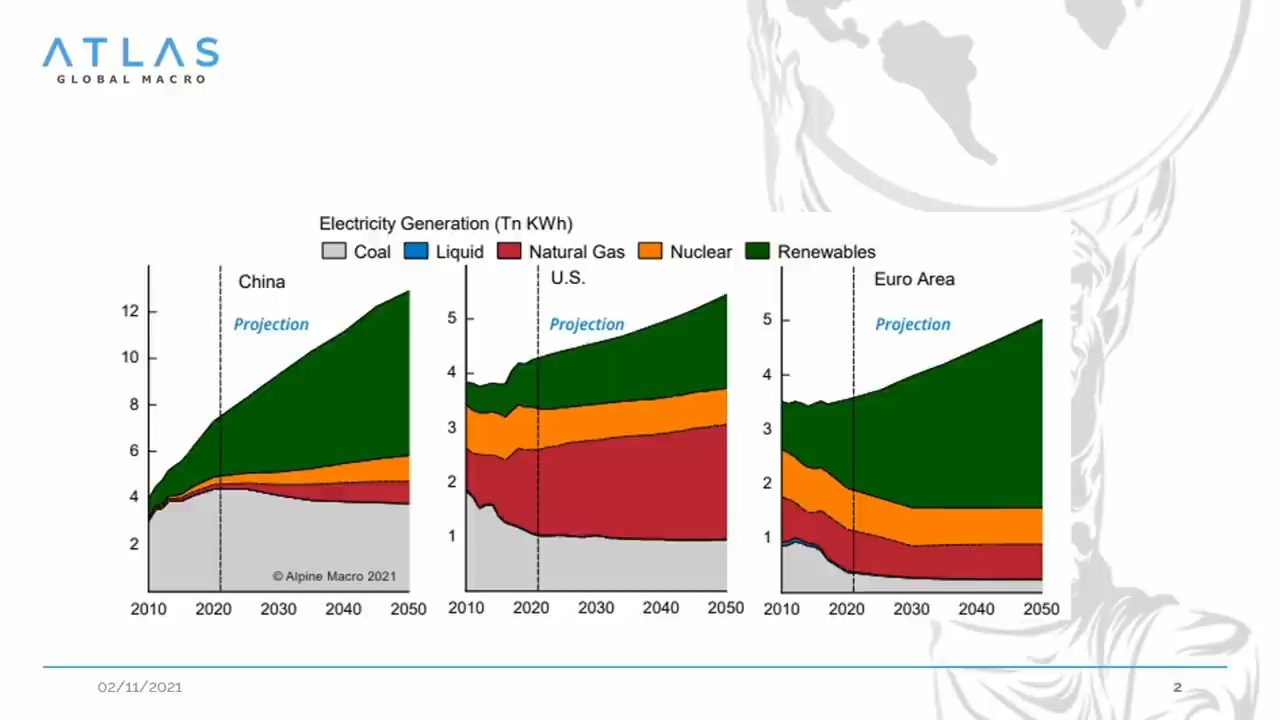 ATLAS
GLOBAL MACRO
Electricity Generation (Tn KWh)
Coal Liquid Natural Gas Nuclear Renewables
China
Projection
12
10
8
6
4
2
© Alpine Macro 2021
2010 2020 2030 2040 2050
U.S.
Projection
5
4
3
2
1
2010 2020 2030 2040 2050
Euro Area
Projection
5
4
3
2
1
2010 2020 2030 2040 2050
02/11/2021
2